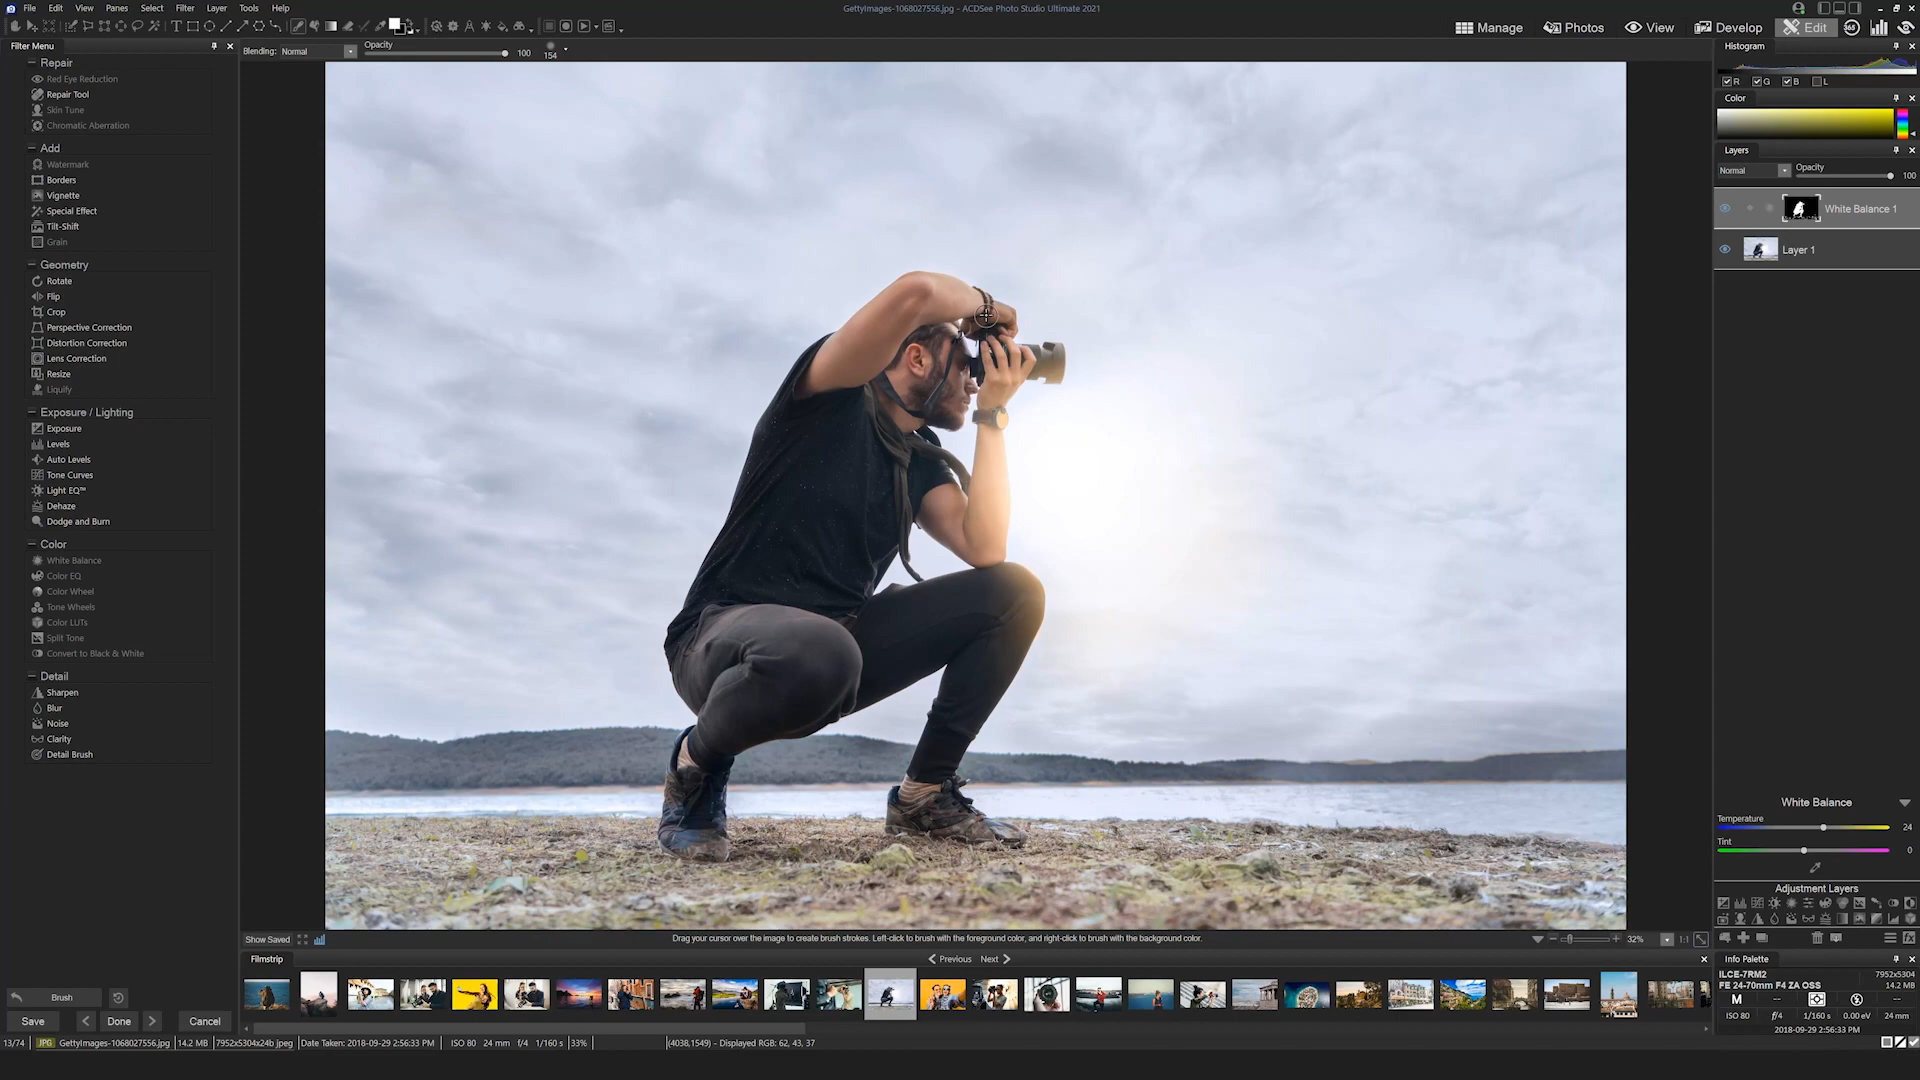 File Edit View Panes Select Filter Layer Tools Help
GettyImages-1068027556.jpg - ACDSee Photo Studio Ultimate 2021
Manage Photos View Develop Edit 365
Filter Menu
Blending: Normal Opacity 100 154
Repair
Red Eye Reduction
Repair Tool
Skin Tune
Chromatic Aberration
Add
Watermark
Borders
Vignette
Special Effect
Tilt-Shift
Grain
Geometry
Rotate
Flip
Crop
Perspective Correction
Distortion Correction
Lens Correction
Resize
Liquify
Exposure / Lighting
Exposure
Levels
Auto Levels
Tone Curves
Light EQ™
Dehaze
Dodge and Burn
Color
White Balance
Color EQ
Color Wheel
Tone Wheels
Color LUTs
Split Tone
Convert to Black & White
Detail
Sharpen
Blur
Noise
Clarity
Detail Brush
Brush
Save Done Cancel
Histogram
R G B L
Color
Layers
Normal Opacity 100
White Balance 1
Layer 1
White Balance
Temperature
24
Tint
0
Adjustment Layers
Show Saved
Drag your cursor over the image to create brush strokes. Left-click to brush with the foreground color, and right-click to brush with the background color.
32% 1:1
Filmstrip
Previous Next
Info Palette
ILCE-7RM2 7952x5304
FE 24-70mm F4 ZA OSS 14.2 MB
M -- --
ISO 80 f/4 1/160 s 0.00 eV 24 mm
2018-09-29 2:56:33 PM
13/74 JPG GettyImages-1068027556.jpg 14.2 MB 7952x5304x24b jpeg Date Taken: 2018-09-29 2:56:33 PM ISO 80 24 mm f/4 1/160 s 33% (4038,1549) - Displayed RGB: 62, 43, 37